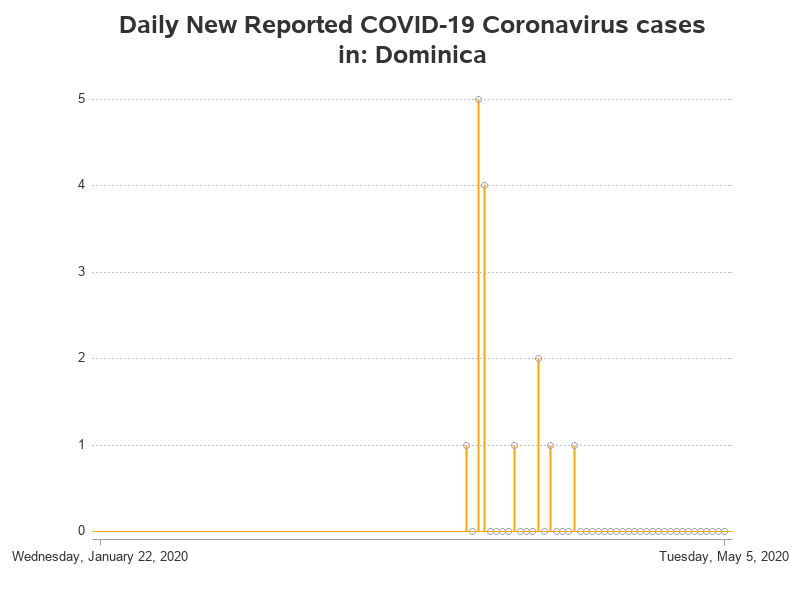 Daily New Reported COVID-19 Coronavirus cases
in: Dominica
5
4
3
2
1
0
Wednesday, January 22, 2020
Tuesday, May 5, 2020